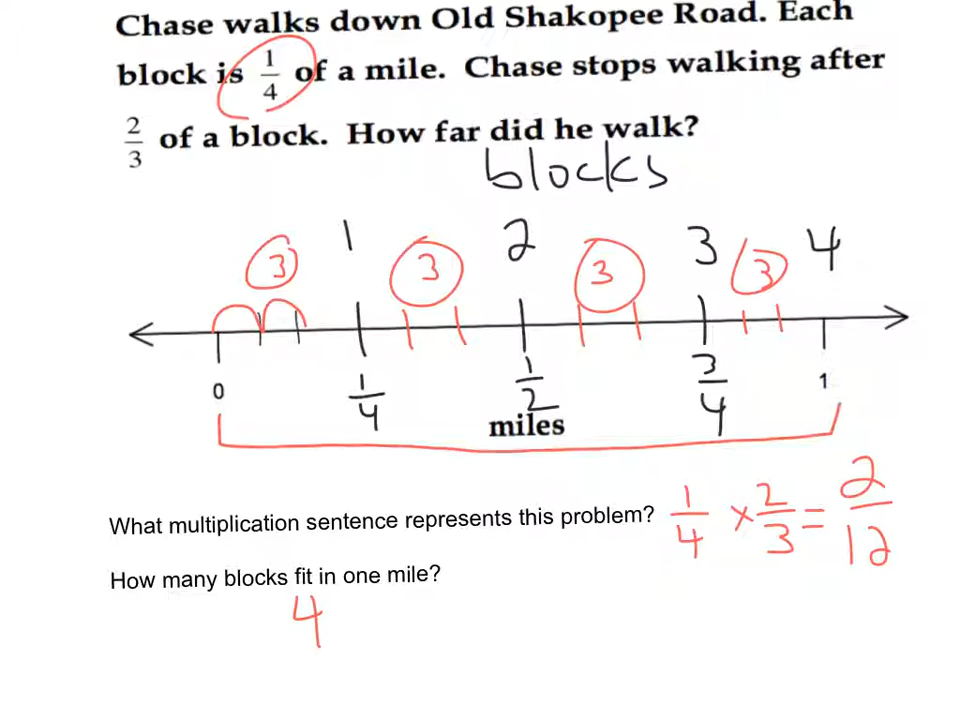 Chase walks down Old Shakopee Road. Each
block is 1/4 of a mile. Chase stops walking after
2/3 of a block. How far did he walk?
blocks
3 1 3 2 3 3 3 4
0 1/4 1/2 3/4 1
miles
What multiplication sentence represents this problem? 1/4 × 2/3 = 2/12
How many blocks fit in one mile?
4